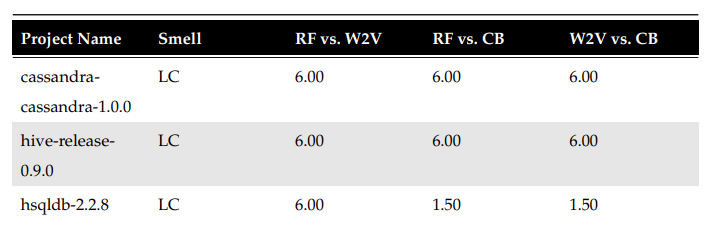 Project Name Smell RF vs. W2V RF vs. CB W2V vs. CB
cassandra- LC 6.00 6.00 6.00
cassandra-1.0.0
hive-release- LC 6.00 6.00 6.00
0.9.0
hsqldb-2.2.8 LC 6.00 1.50 1.50